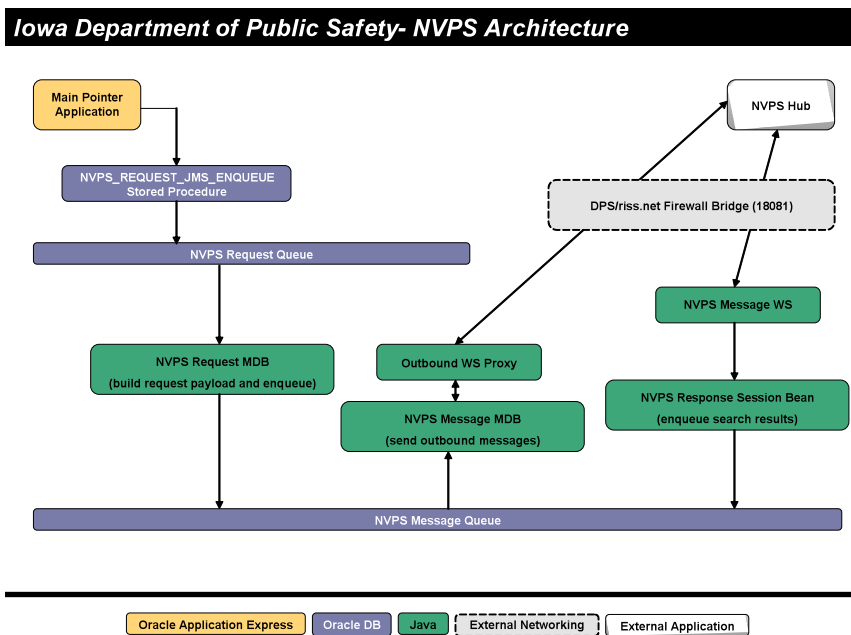 Iowa Department of Public Safety- NVPS Architecture
Main Pointer
Application
NVPS Hub
NVPS_REQUEST_JMS_ENQUEUE
Stored Procedure
DPS/riss.net Firewall Bridge (18081)
NVPS Request Queue
NVPS Message WS
NVPS Request MDB
(build request payload and enqueue)
Outbound WS Proxy
NVPS Response Session Bean
(enqueue search results)
NVPS Message MDB
(send outbound messages)
NVPS Message Queue
Oracle Application Express
Oracle DB
Java
External Networking
External Application